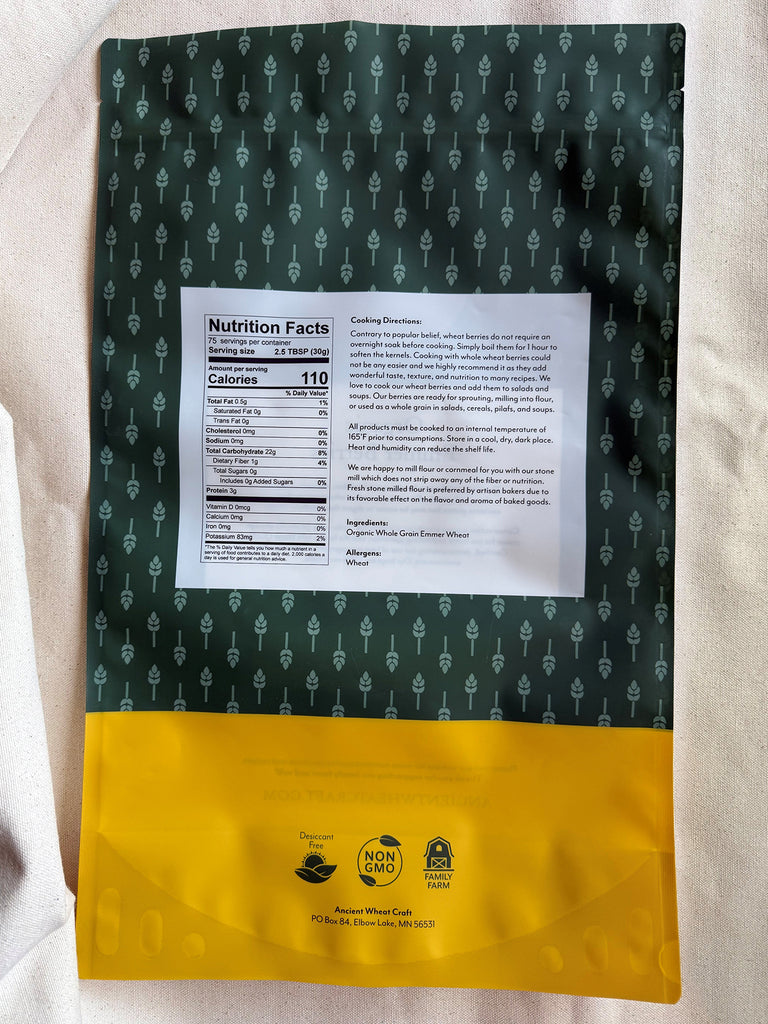 Nutrition Facts
75 servings per container
Serving size 2.5 TBSP (30g)
Amount per serving
Calories 110
% Daily Value*
Total Fat 0.5g 1%
Saturated Fat 0g 0%
Trans Fat 0g
Cholesterol 0mg 0%
Sodium 0mg 0%
Total Carbohydrate 22g 8%
Dietary Fiber 1g 4%
Total Sugars 0g
Includes 0g Added Sugars 0%
Protein 3g
Vitamin D 0mcg 0%
Calcium 0mg 0%
Iron 0mg 0%
Potassium 83mg 2%
*The % Daily Value tells you how much a nutrient in a
serving of food contributes to a daily diet. 2,000 calories a
day is used for general nutrition advice.
Cooking Directions:
Contrary to popular belief, wheat berries do not require an
overnight soak before cooking. Simply boil them for 1 hour to
soften the kernels. Cooking with whole wheat berries could
not be any easier and we highly recommend it as they add
wonderful taste, texture, and nutrition to many recipes. We
love to cook our wheat berries and add them to salads and
soups. Our berries are ready for sprouting, milling into flour,
or used as a whole grain in salads, cereals, pilafs, and soups.
All products must be cooked to an internal temperature of
165°F prior to consumptions. Store in a cool, dry, dark place.
Heat and humidity can reduce the shelf life.
We are happy to mill flour or cornmeal for you with our stone
mill which does not strip away any of the fiber or nutrition.
Fresh stone milled flour is preferred by artisan bakers due to
its favorable effect on the flavor and aroma of baked goods.
Ingredients:
Organic Whole Grain Emmer Wheat
Allergens:
Wheat
ANCIENTWHEATCRAFT.COM
Desiccant
Free
NON
GMO
FAMILY
FARM
Ancient Wheat Craft
PO Box 84, Elbow Lake, MN 56531